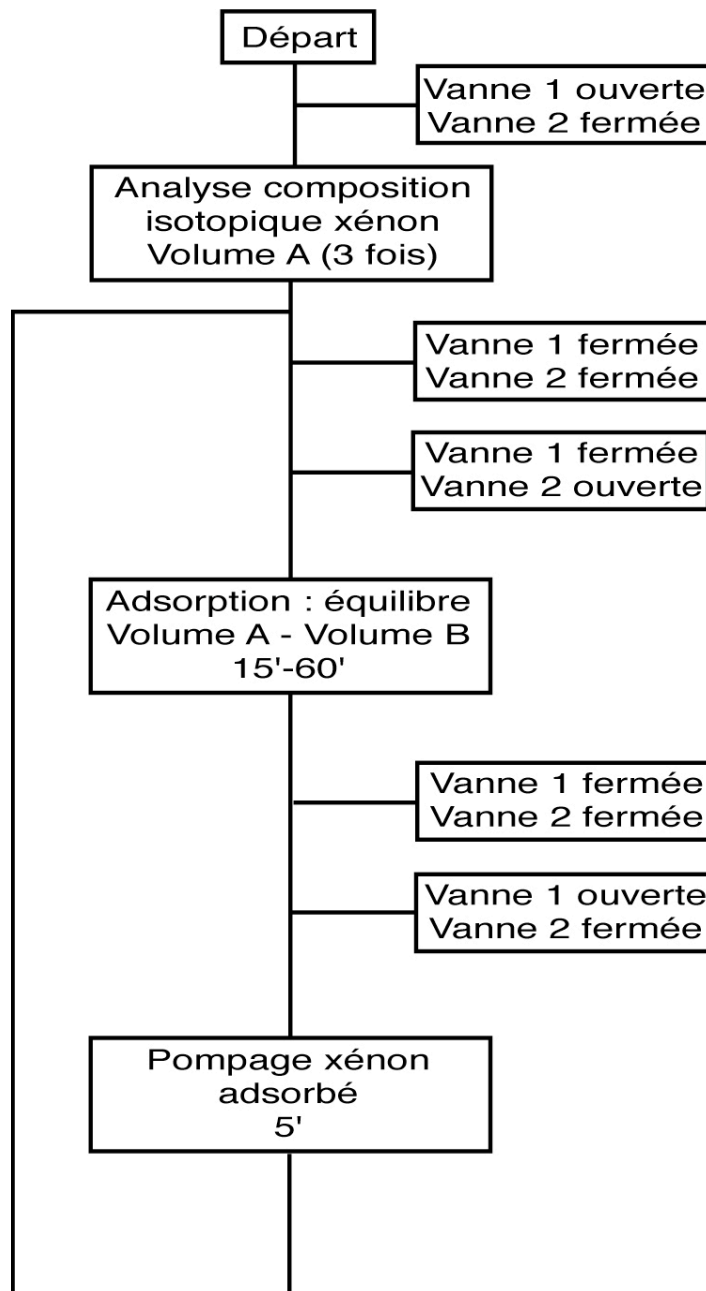 Départ
Vanne 1 ouverte
Vanne 2 fermée
Analyse composition
isotopique xénon
Volume A (3 fois)
Vanne 1 fermée
Vanne 2 fermée
Vanne 1 fermée
Vanne 2 ouverte
Adsorption : équilibre
Volume A - Volume B
15'-60'
Vanne 1 fermée
Vanne 2 fermée
Vanne 1 ouverte
Vanne 2 fermée
Pompage xénon
adsorbé
5'